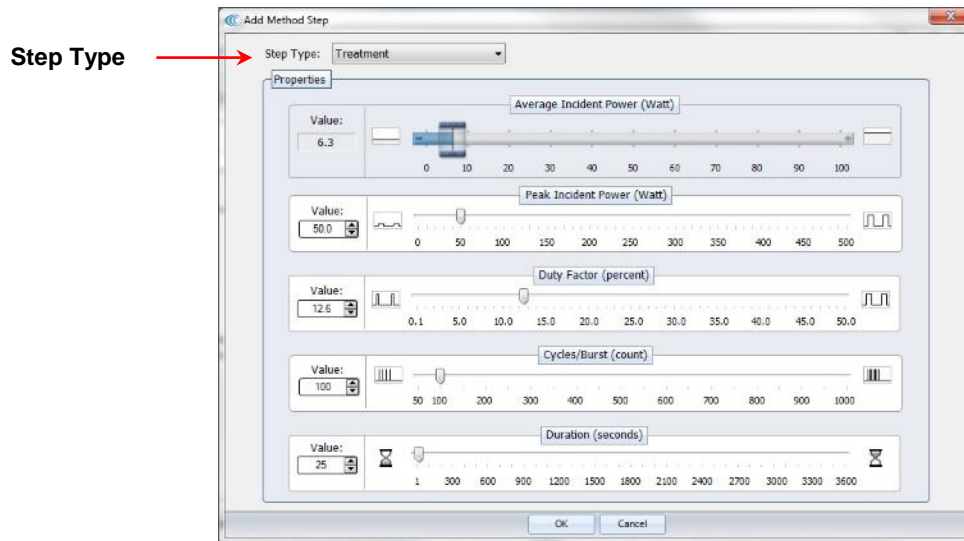 Add Method Step
Step Type
Step Type: Treatment
Properties
Average Incident Power (Watt)
Value:
6.3
0 10 20 30 40 50 60 70 80 90 100
Peak Incident Power (Watt)
Value:
50.0
0 50 100 150 200 250 300 350 400 450 500
Duty Factor (percent)
Value:
12.6
0.1 5.0 10.0 15.0 20.0 25.0 30.0 35.0 40.0 45.0 50.0
Cycles/Burst (count)
Value:
100
50 100 200 300 400 500 600 700 800 900 1000
Duration (seconds)
Value:
25
1 300 600 900 1200 1500 1800 2100 2400 2700 3000 3300 3600
OK Cancel